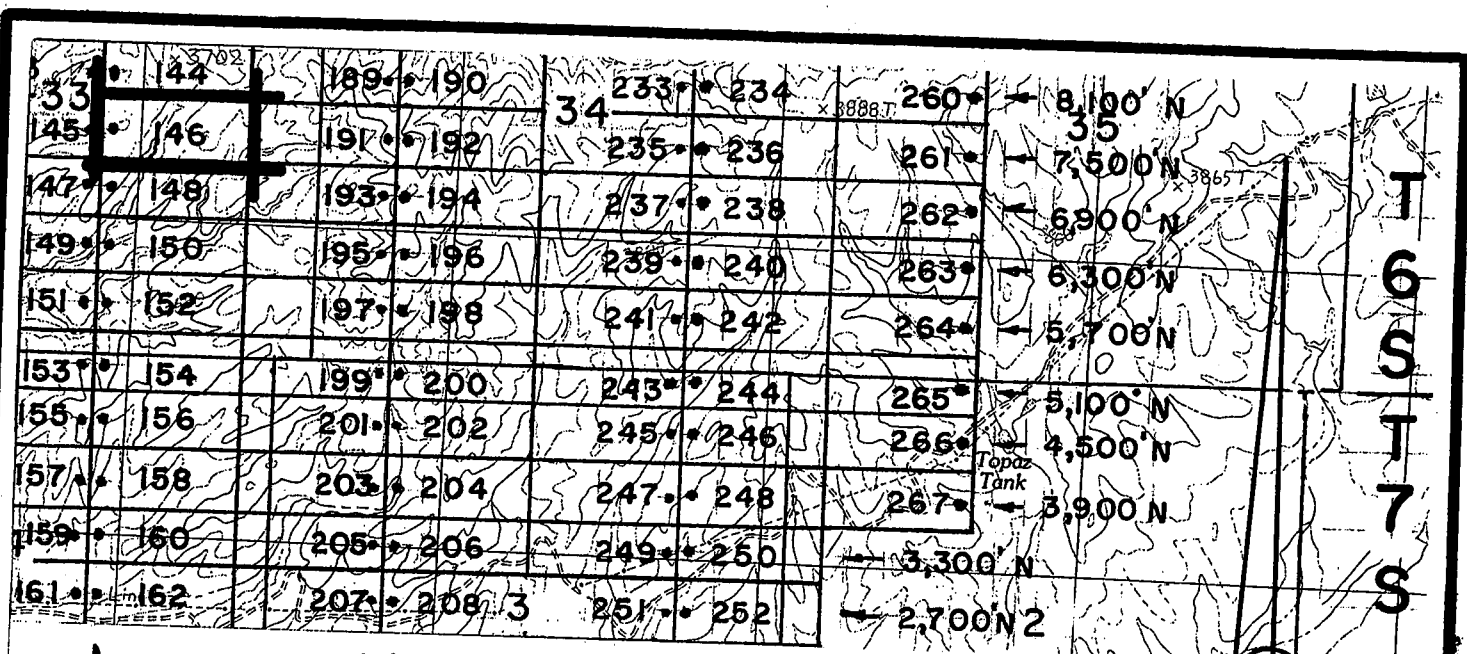 3702
144 189 190 233 234 260 8,100' N
33 34 3888T 35
145 146 191 192 235 236 261 7,500' N
3865T
147 148 193 194 237 238 262 6,900' N
T
149 150 195 196 239 240 263 6,300' N
6
151 152 197 198 241 242 264 5,700' N
S
153 154 199 200 243 244 265 5,100' N
155 156 201 202 245 246 266 4,500' N
T
Topaz
Tank
157 158 203 204 247 248 267 3,900 N
7
159 160 205 206 249 250 3,300' N
S
161 162 207 208 3 251 252 2,700' N 2